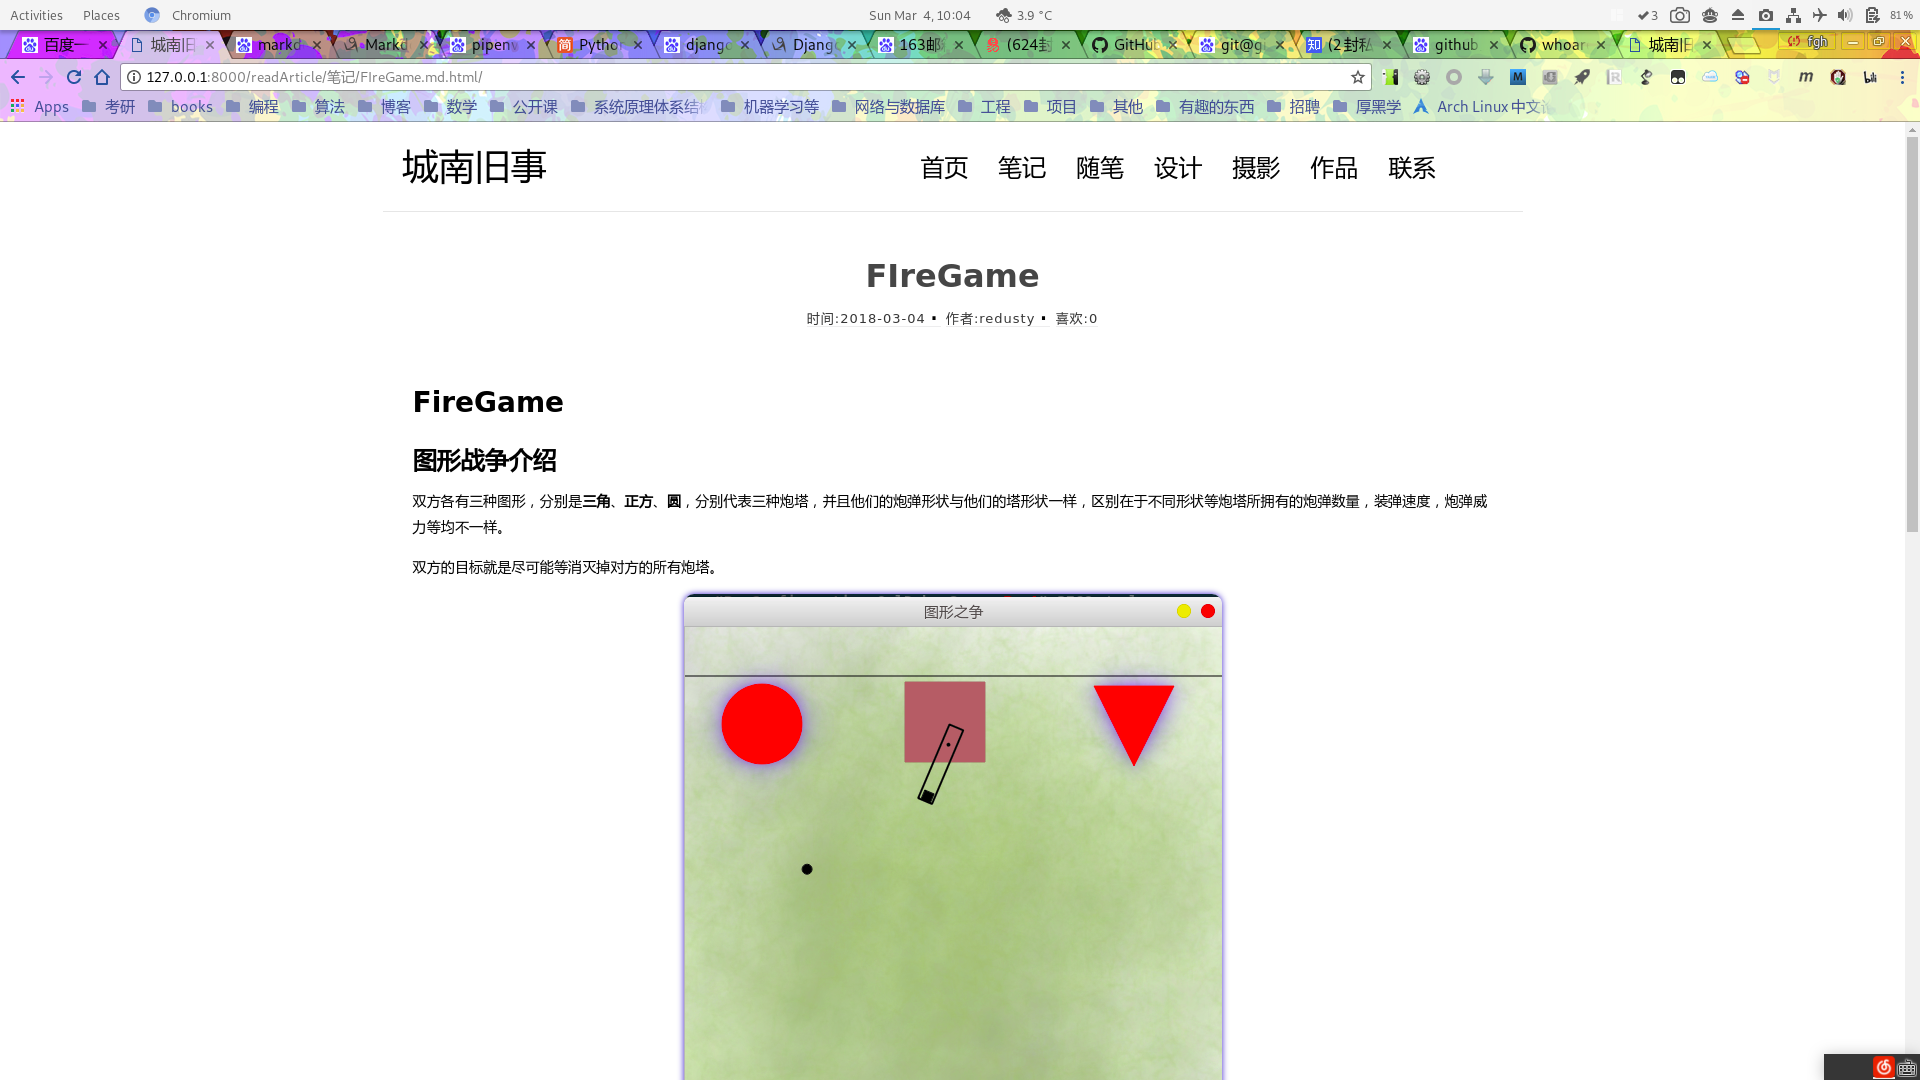 Activities Places Chromium Sun Mar 4, 10:04 3.9 °C 3 81%
百度一 城南旧 markd Markd pipenv Python django Django 163邮 (624封 GitHub git@gi (2 封私 github whoar 城南旧 fgh
127.0.0.1:8000/readArticle/笔记/FIreGame.md.html/
Apps 考研 books 编程 算法 博客 数学 公开课 系统原理体系结构 机器学习等 网络与数据库 工程 项目 其他 有趣的东西 招聘 厚黑学 Arch Linux 中文
城南旧事 首页 笔记 随笔 设计 摄影 作品 联系
FIreGame
时间:2018-03-04 ▪ 作者:redusty ▪ 喜欢:0
FireGame
图形战争介绍
双方各有三种图形，分别是三角、正方、圆，分别代表三种炮塔，并且他们的炮弹形状与他们的塔形状一样，区别在于不同形状等炮塔所拥有的炮弹数量，装弹速度，炮弹威
力等均不一样。
双方的目标就是尽可能等消灭掉对方的所有炮塔。
图形之争